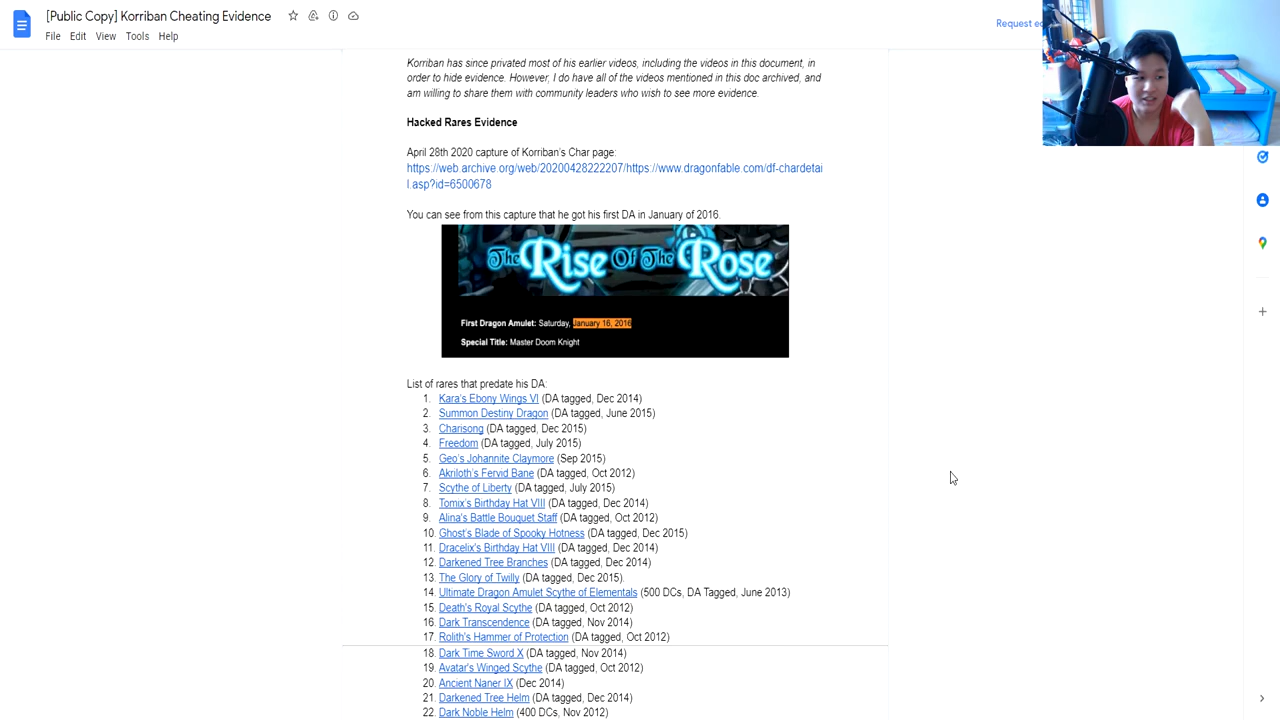 [Public Copy] Korriban Cheating Evidence
File Edit View Tools Help
Request
Korriban has since privated most of his earlier videos, including the videos in this document, in
order to hide evidence. However, I do have all of the videos mentioned in this doc archived, and
am willing to share them with community leaders who wish to see more evidence.
Hacked Rares Evidence
April 28th 2020 capture of Korriban's Char page:
https://web.archive.org/web/20200428222207/https://www.dragonfable.com/df-chardetai
l.asp?id=6500678
You can see from this capture that he got his first DA in January of 2016.
The Rise Of The Rose
First Dragon Amulet: Saturday, January 16, 2016
Special Title: Master Doom Knight
List of rares that predate his DA:
1. Kara's Ebony Wings VI (DA tagged, Dec 2014)
2. Summon Destiny Dragon (DA tagged, June 2015)
3. Charisong (DA tagged, Dec 2015)
4. Freedom (DA tagged, July 2015)
5. Geo's Johannite Claymore (Sep 2015)
6. Akriloth's Fervid Bane (DA tagged, Oct 2012)
7. Scythe of Liberty (DA tagged, July 2015)
8. Tomix's Birthday Hat VIII (DA tagged, Dec 2014)
9. Alina's Battle Bouquet Staff (DA tagged, Oct 2012)
10. Ghost's Blade of Spooky Hotness (DA tagged, Dec 2015)
11. Dracelix's Birthday Hat VIII (DA tagged, Dec 2014)
12. Darkened Tree Branches (DA tagged, Dec 2014)
13. The Glory of Twilly (DA tagged, Dec 2015).
14. Ultimate Dragon Amulet Scythe of Elementals (500 DCs, DA Tagged, June 2013)
15. Death's Royal Scythe (DA tagged, Oct 2012)
16. Dark Transcendence (DA tagged, Nov 2014)
17. Rolith's Hammer of Protection (DA tagged, Oct 2012)
18. Dark Time Sword X (DA tagged, Nov 2014)
19. Avatar's Winged Scythe (DA tagged, Oct 2012)
20. Ancient Naner IX (Dec 2014)
21. Darkened Tree Helm (DA tagged, Dec 2014)
22. Dark Noble Helm (400 DCs, Nov 2012)